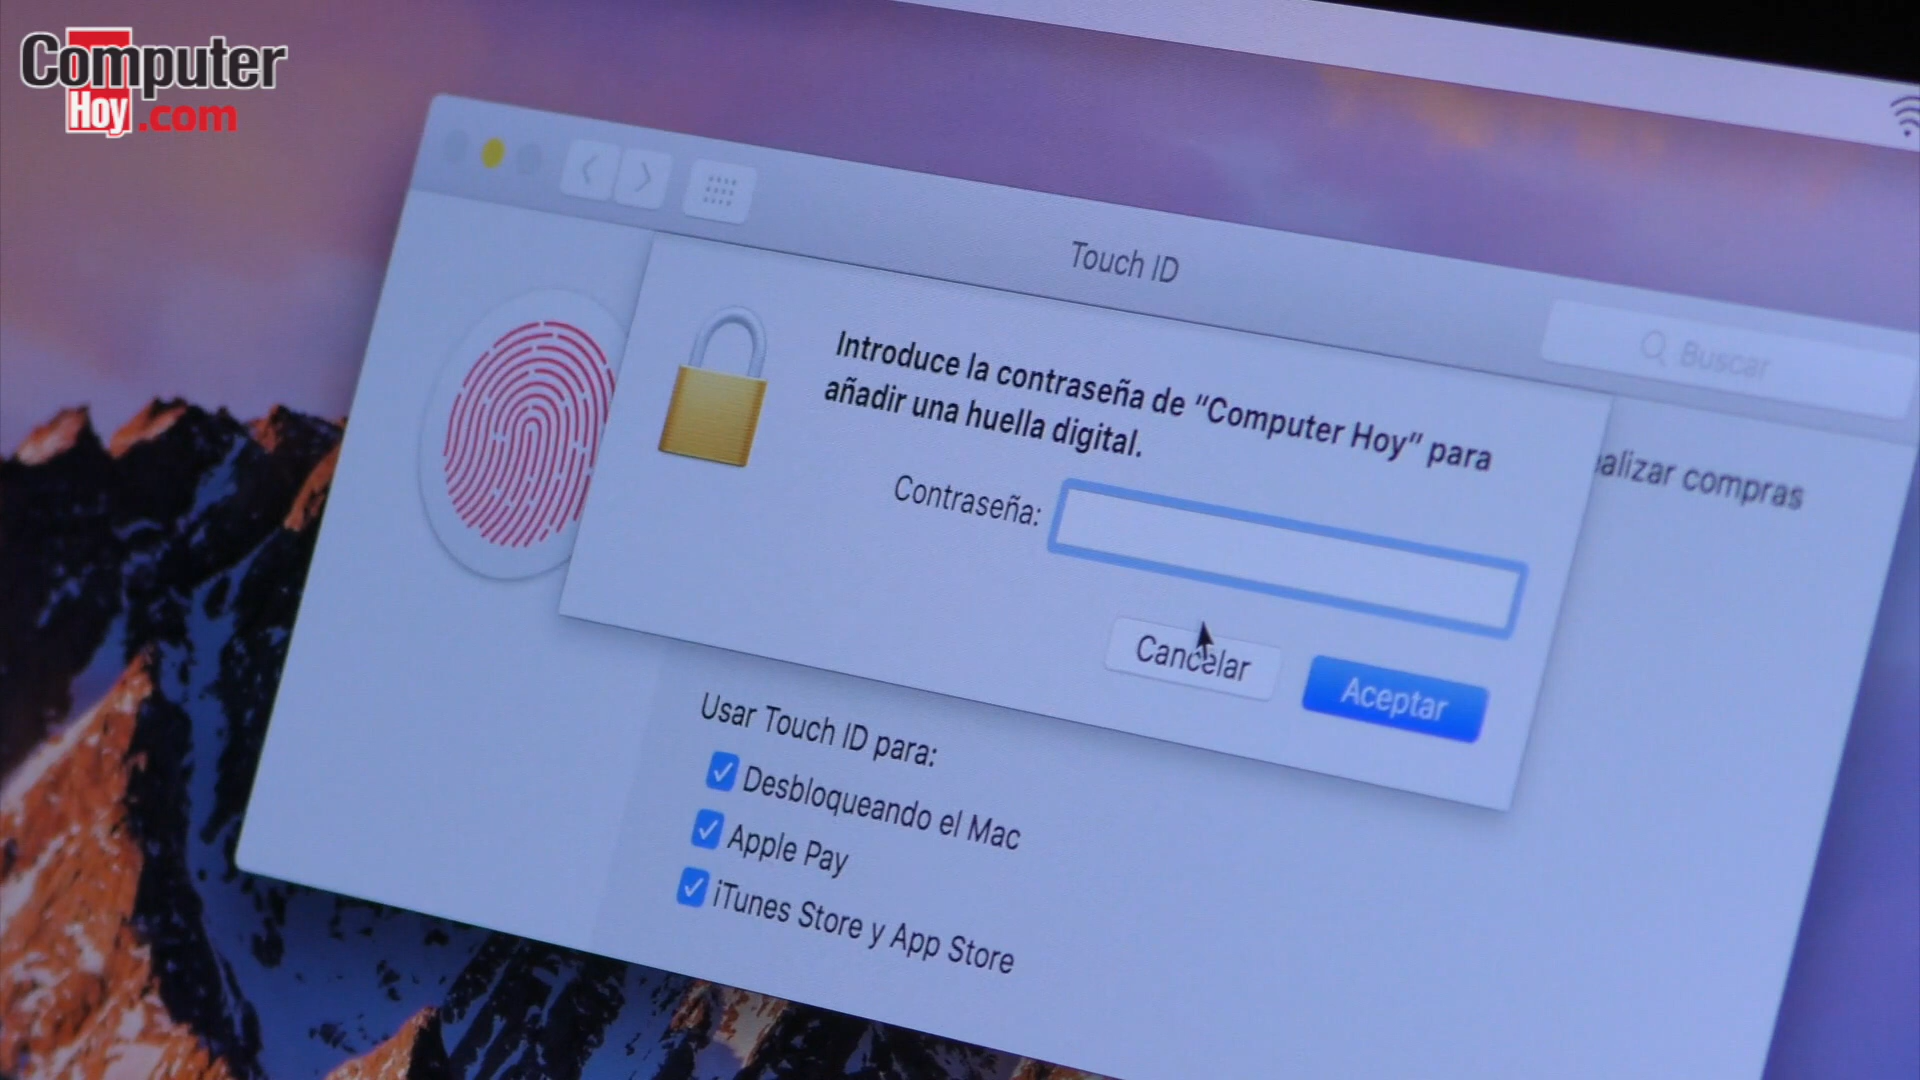 Computer
Hoy.com
Touch ID
Buscar
Introduce la contraseña de "Computer Hoy" para
añadir una huella digital.
Contraseña:
Cancelar
Aceptar
compras
Usar Touch ID para:
Desbloqueando el Mac
Apple Pay
iTunes Store y App Store